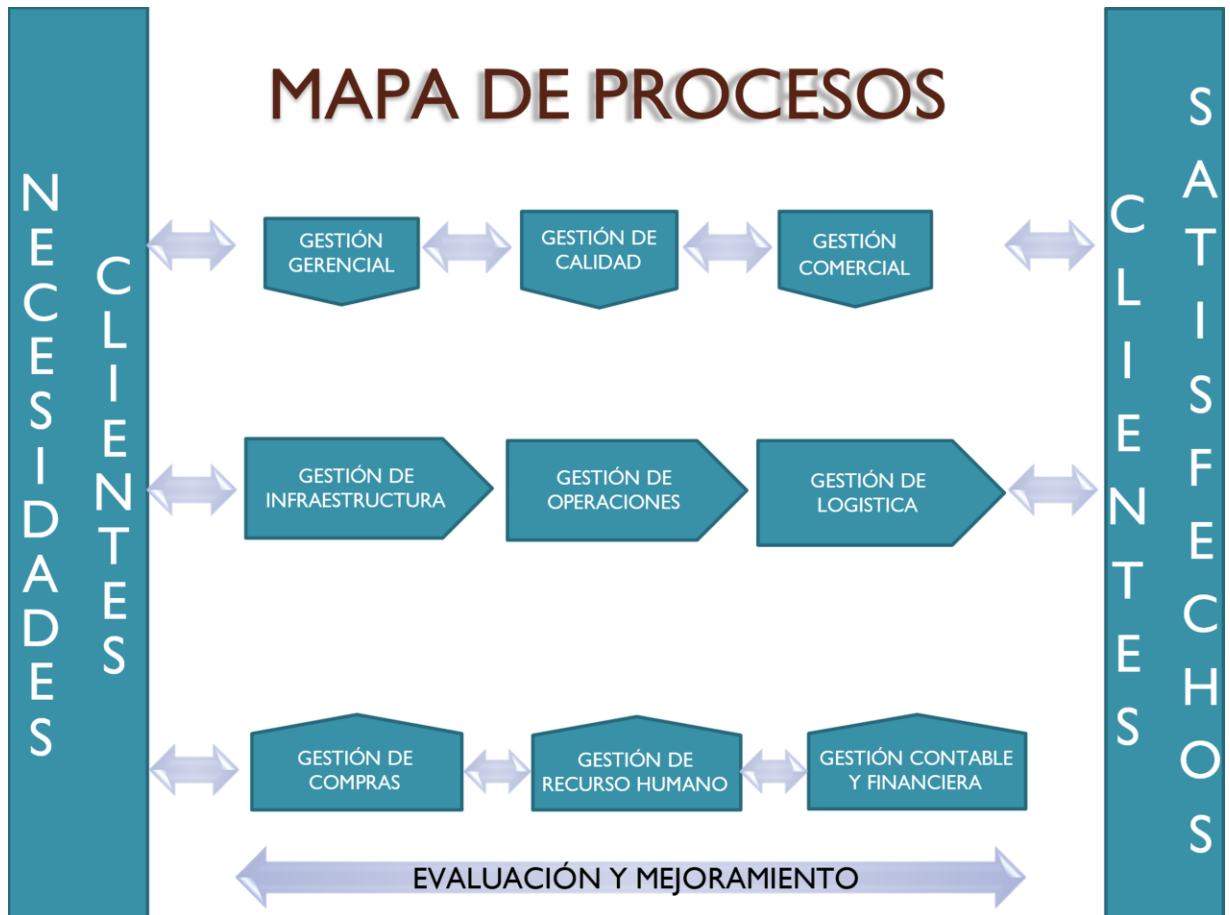 MAPA DE PROCESOS
NECESIDADES
CLIENTES
GESTIÓN
GERENCIAL
GESTIÓN DE
CALIDAD
GESTIÓN
COMERCIAL
GESTIÓN DE
INFRAESTRUCTURA
GESTIÓN DE
OPERACIONES
GESTIÓN DE
LOGISTICA
GESTIÓN DE
COMPRAS
GESTIÓN DE
RECURSO HUMANO
GESTIÓN CONTABLE
Y FINANCIERA
EVALUACIÓN Y MEJORAMIENTO
CLIENTES
SATISFECHOS